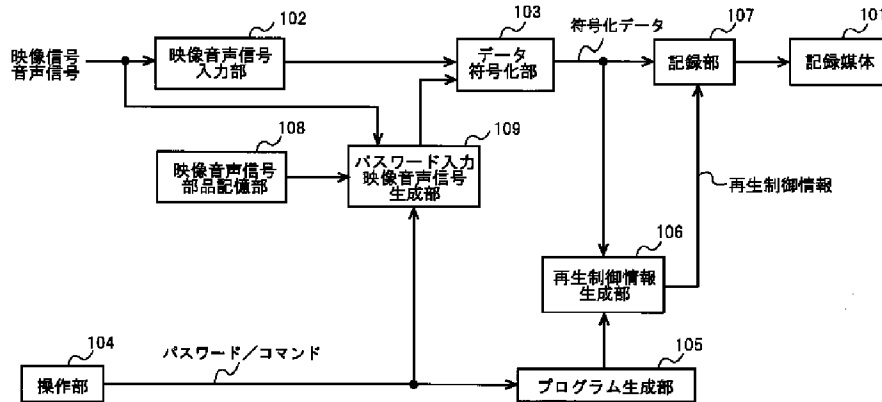 102
103
符号化データ
107
101
映像信号
音声信号
映像音声信号
入力部
データ
符号化部
記録部
記録媒体
108
109
映像音声信号
部品記憶部
パスワード入力
映像音声信号
生成部
再生制御情報
106
再生制御情報
生成部
104
パスワード／コマンド
105
操作部
プログラム生成部